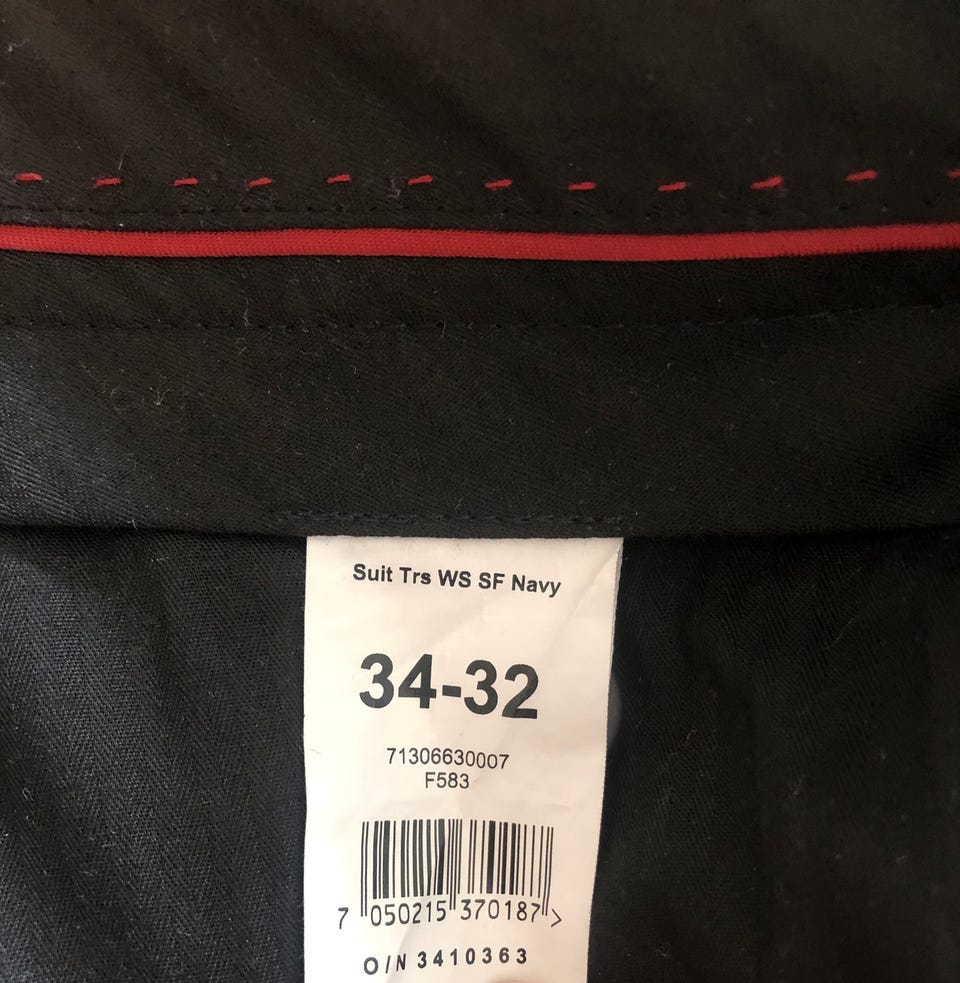 Suit Trs WS SF Navy
34-32
71306630007
F583
7 050215 370187 >
O/N 3410363